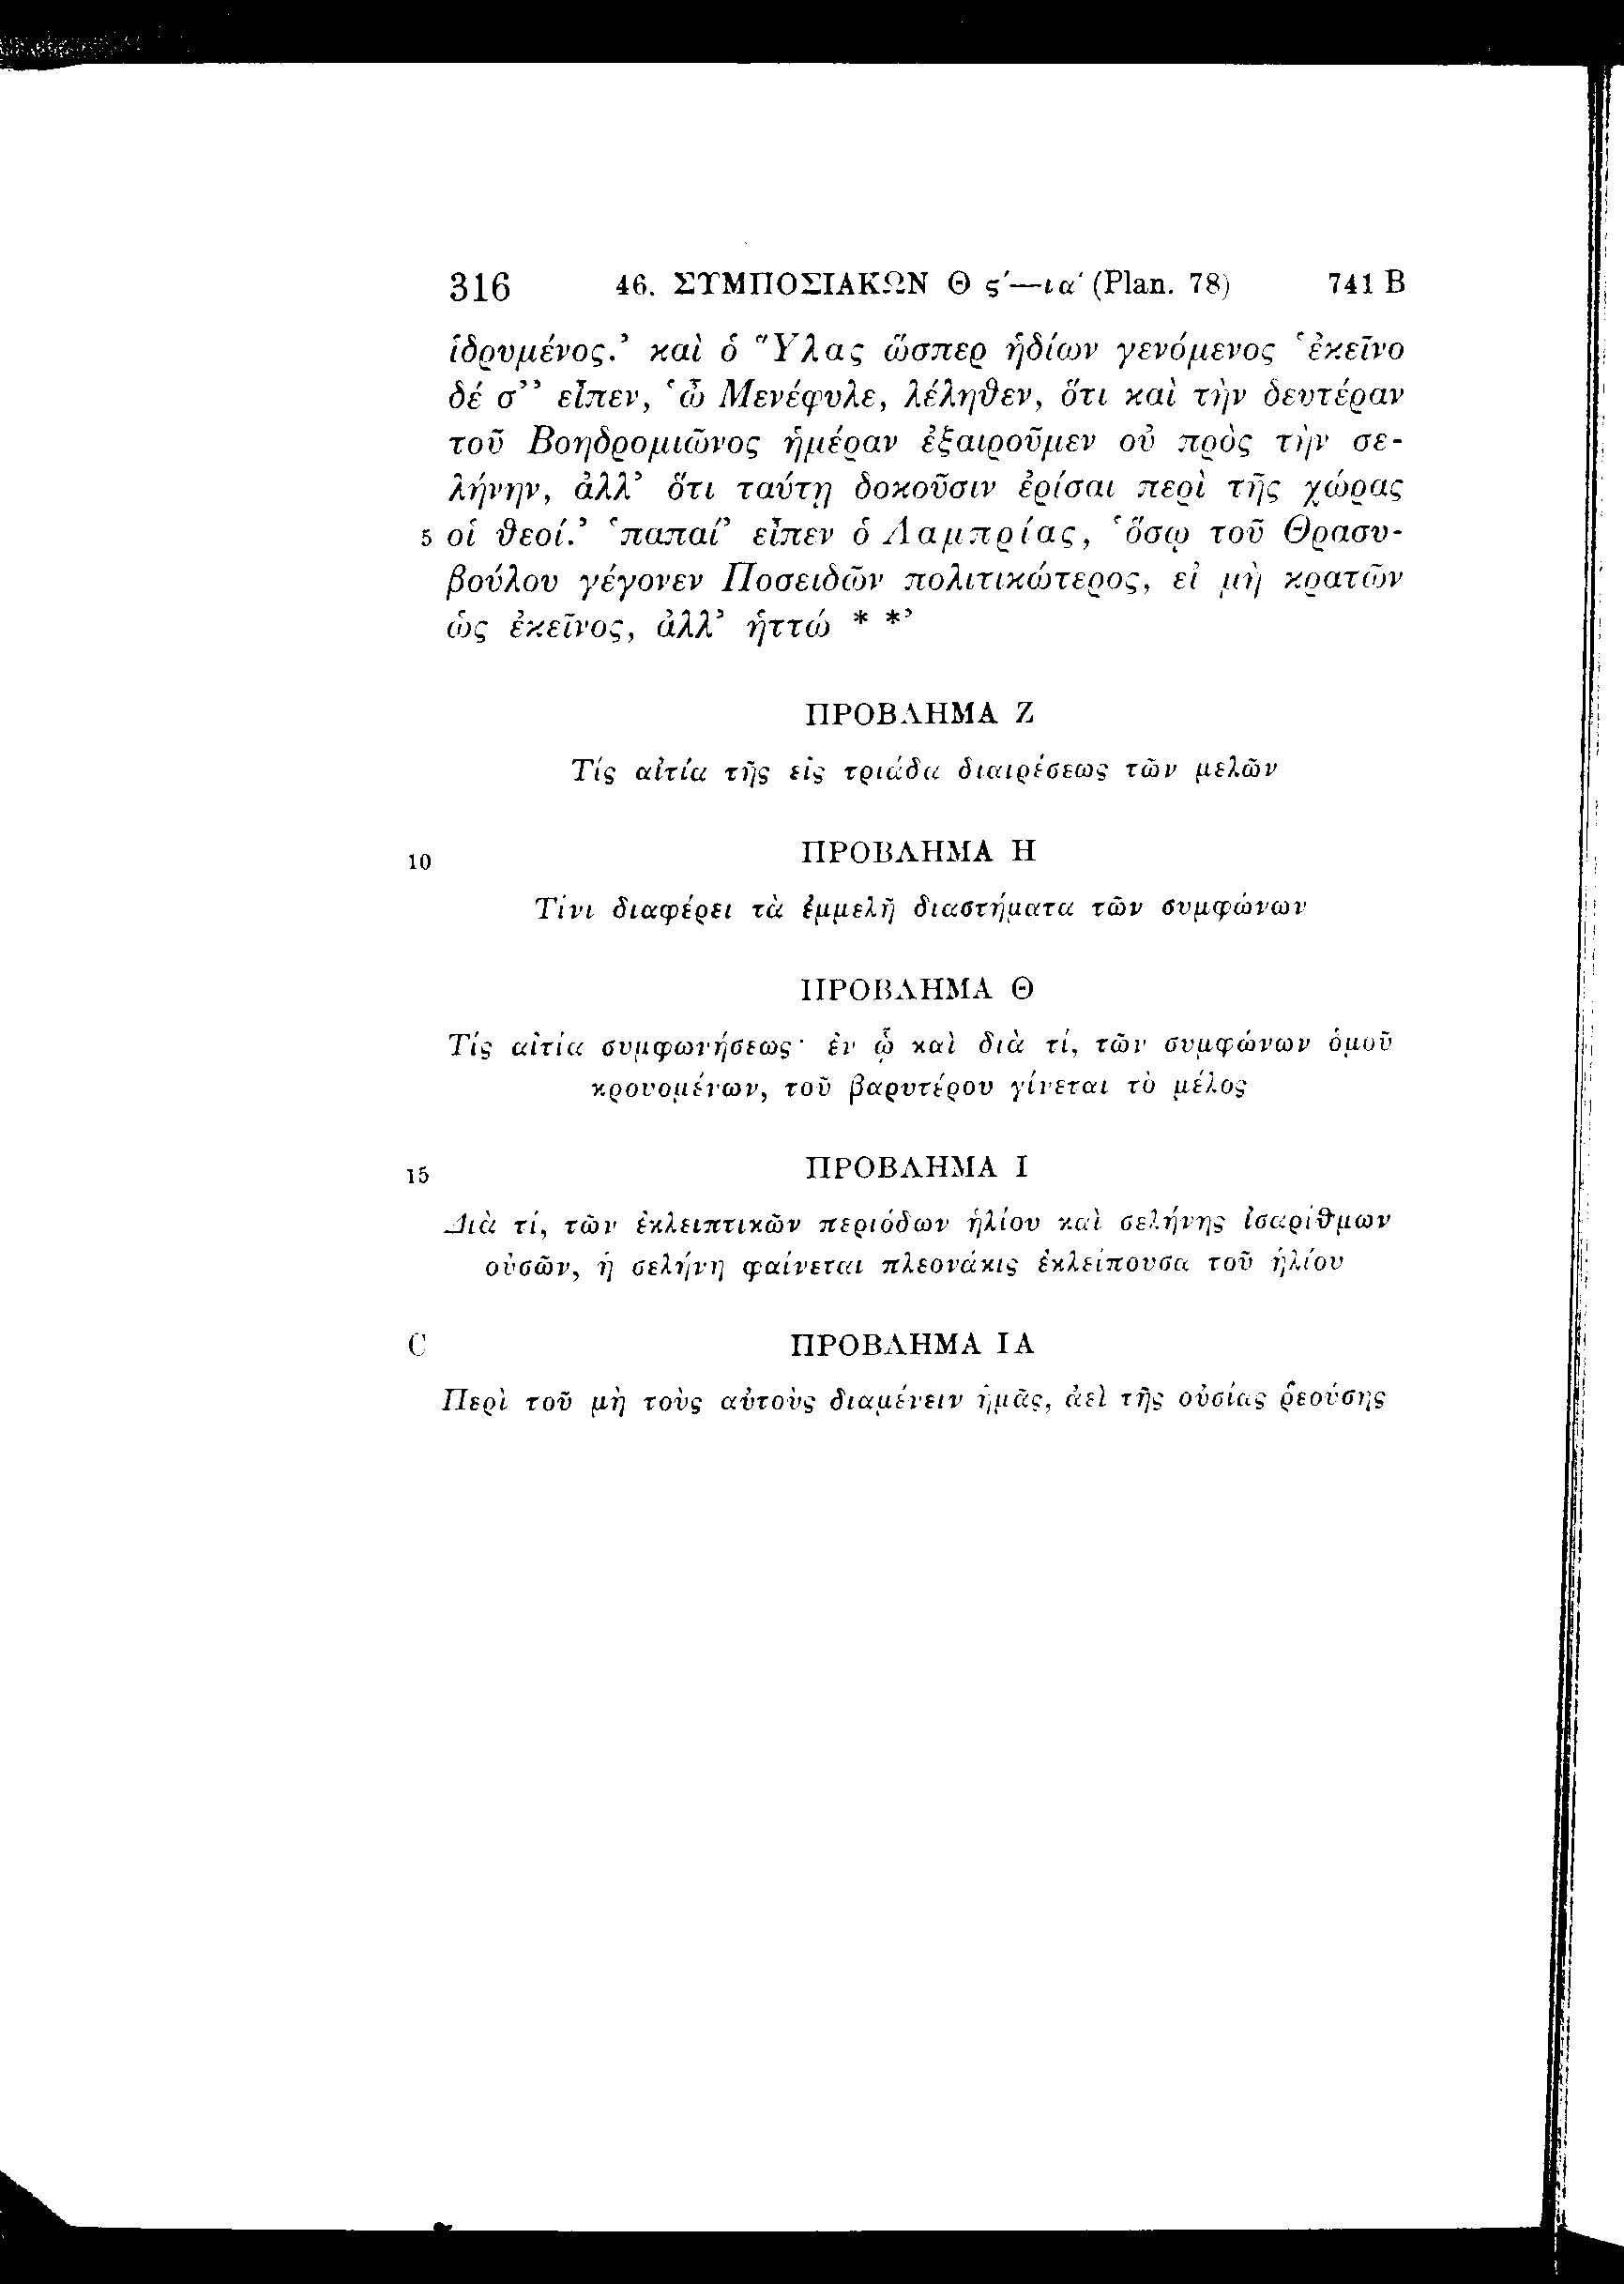 316 46. ΣΥΜΠΟΣΙΑΚΩΝ Θ ϛ´—ια´ (Plan. 78) 741 B
ἱδρυμένος.’ καὶ ὁ Ὕλας ὥσπερ ἡδίων γενόμενος ‘ἐκεῖνο
δέ σ’’ εἶπεν, ‘ὦ Μενέφυλε, λέληθεν, ὅτι καὶ τὴν δευτέραν
τοῦ Βοηδρομιῶνος ἡμέραν ἐξαιροῦμεν οὐ πρὸς τὴν σε-
λήνην, ἀλλ’ ὅτι ταύτῃ δοκοῦσιν ἐρίσαι περὶ τῆς χώρας
5 οἱ θεοί.’ ‘παπαί’ εἶπεν ὁ Λαμπρίας, ‘ὅσῳ τοῦ Θρασυ-
βούλου γέγονεν Ποσειδῶν πολιτικώτερος, εἰ μὴ κρατῶν
ὡς ἐκεῖνος, ἀλλ’ ἡττώ * *’
ΠΡΟΒΛΗΜΑ Ζ
Τίς αἰτία τῆς εἰς τριάδα διαιρέσεως τῶν μελῶν
10 ΠΡΟΒΛΗΜΑ Η
Τίνι διαφέρει τὰ ἐμμελῆ διαστήματα τῶν συμφώνων
ΠΡΟΒΛΗΜΑ Θ
Τίς αἰτία συμφωνήσεως· ἐν ᾧ καὶ διὰ τί, τῶν συμφώνων ὁμοῦ
κρουομένων, τοῦ βαρυτέρου γίνεται τὸ μέλος
15 ΠΡΟΒΛΗΜΑ Ι
Διὰ τί, τῶν ἐκλειπτικῶν περιόδων ἡλίου καὶ σελήνης ἰσαρίθμων
οὐσῶν, ἡ σελήνη φαίνεται πλεονάκις ἐκλείπουσα τοῦ ἡλίου
C ΠΡΟΒΛΗΜΑ ΙΑ
Περὶ τοῦ μὴ τοὺς αὐτοὺς διαμένειν ἡμᾶς, ἀεὶ τῆς οὐσίας ῥεούσης